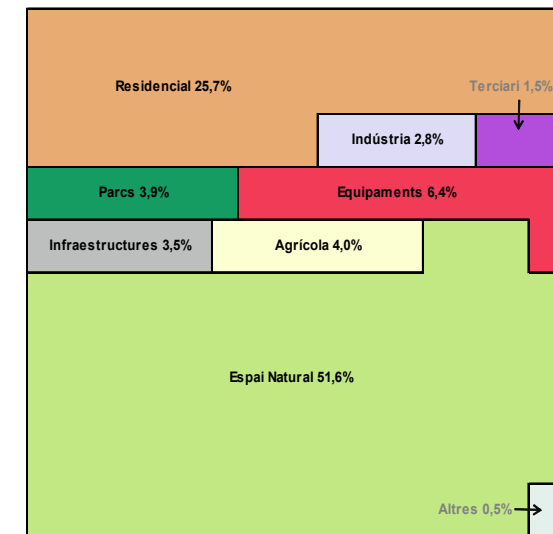 Residencial 25,7%
Terciari 1,5%
Indústria 2,8%
Parcs 3,9%
Equipaments 6,4%
Infraestructures 3,5%
Agrícola 4,0%
Espai Natural 51,6%
Altres 0,5%